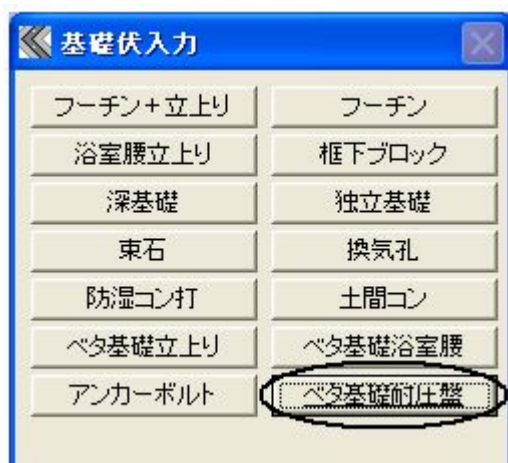 基礎伏入力
フーチン+立上り フーチン
浴室腰立上り 框下ブロック
深基礎 独立基礎
束石 換気孔
防湿コン打 土間コン
ベタ基礎立上り ベタ基礎浴室腰
アンカーボルト ベタ基礎耐圧盤